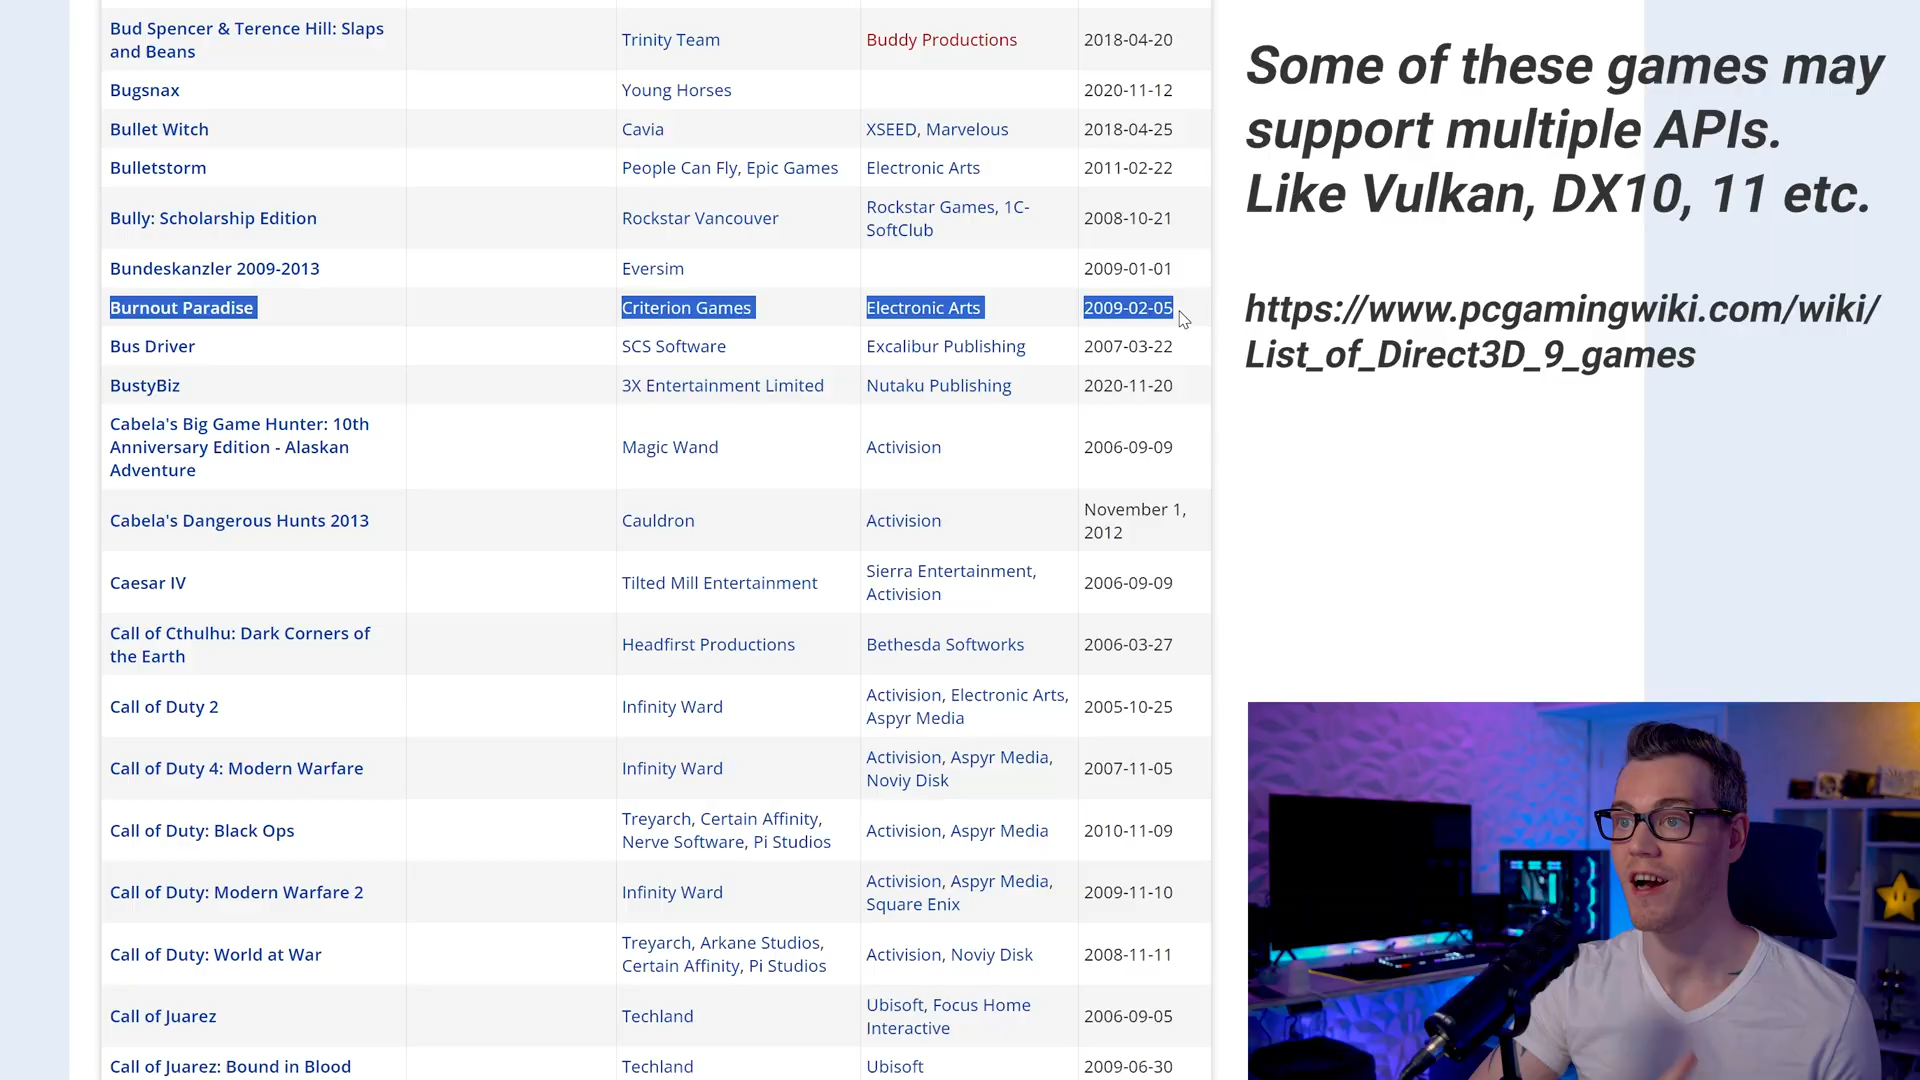 Bud Spencer & Terence Hill: Slaps
and Beans
Trinity Team
Buddy Productions
2018-04-20
Bugsnax
Young Horses
2020-11-12
Bullet Witch
Cavia
XSEED, Marvelous
2018-04-25
Bulletstorm
People Can Fly, Epic Games
Electronic Arts
2011-02-22
Bully: Scholarship Edition
Rockstar Vancouver
Rockstar Games, 1C-
SoftClub
2008-10-21
Bundeskanzler 2009-2013
Eversim
2009-01-01
Burnout Paradise
Criterion Games
Electronic Arts
2009-02-05
Bus Driver
SCS Software
Excalibur Publishing
2007-03-22
BustyBiz
3X Entertainment Limited
Nutaku Publishing
2020-11-20
Cabela's Big Game Hunter: 10th
Anniversary Edition - Alaskan
Adventure
Magic Wand
Activision
2006-09-09
Cabela's Dangerous Hunts 2013
Cauldron
Activision
November 1,
2012
Caesar IV
Tilted Mill Entertainment
Sierra Entertainment,
Activision
2006-09-09
Call of Cthulhu: Dark Corners of
the Earth
Headfirst Productions
Bethesda Softworks
2006-03-27
Call of Duty 2
Infinity Ward
Activision, Electronic Arts,
Aspyr Media
2005-10-25
Call of Duty 4: Modern Warfare
Infinity Ward
Activision, Aspyr Media,
Noviy Disk
2007-11-05
Call of Duty: Black Ops
Treyarch, Certain Affinity,
Nerve Software, Pi Studios
Activision, Aspyr Media
2010-11-09
Call of Duty: Modern Warfare 2
Infinity Ward
Activision, Aspyr Media,
Square Enix
2009-11-10
Call of Duty: World at War
Treyarch, Arkane Studios,
Certain Affinity, Pi Studios
Activision, Noviy Disk
2008-11-11
Call of Juarez
Techland
Ubisoft, Focus Home
Interactive
2006-09-05
Call of Juarez: Bound in Blood
Techland
Ubisoft
2009-06-30
Some of these games may
support multiple APIs.
Like Vulkan, DX10, 11 etc.
https://www.pcgamingwiki.com/wiki/
List_of_Direct3D_9_games